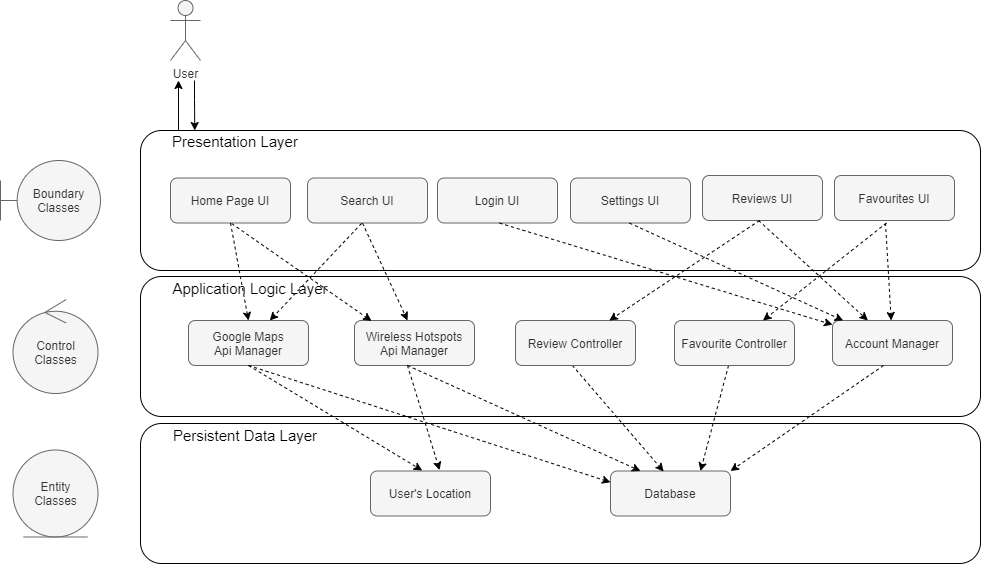 User
Presentation Layer
Boundary
Classes
Home Page UI
Search UI
Login UI
Settings UI
Reviews UI
Favourites UI
Application Logic Layer
Control
Classes
Google Maps
Api Manager
Wireless Hotspots
Api Manager
Review Controller
Favourite Controller
Account Manager
Persistent Data Layer
Entity
Classes
User's Location
Database